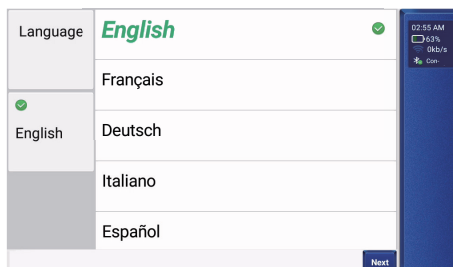 Language
English
English
Français
Deutsch
Italiano
Español
Next
02:55 AM
63%
0kb/s
Con-